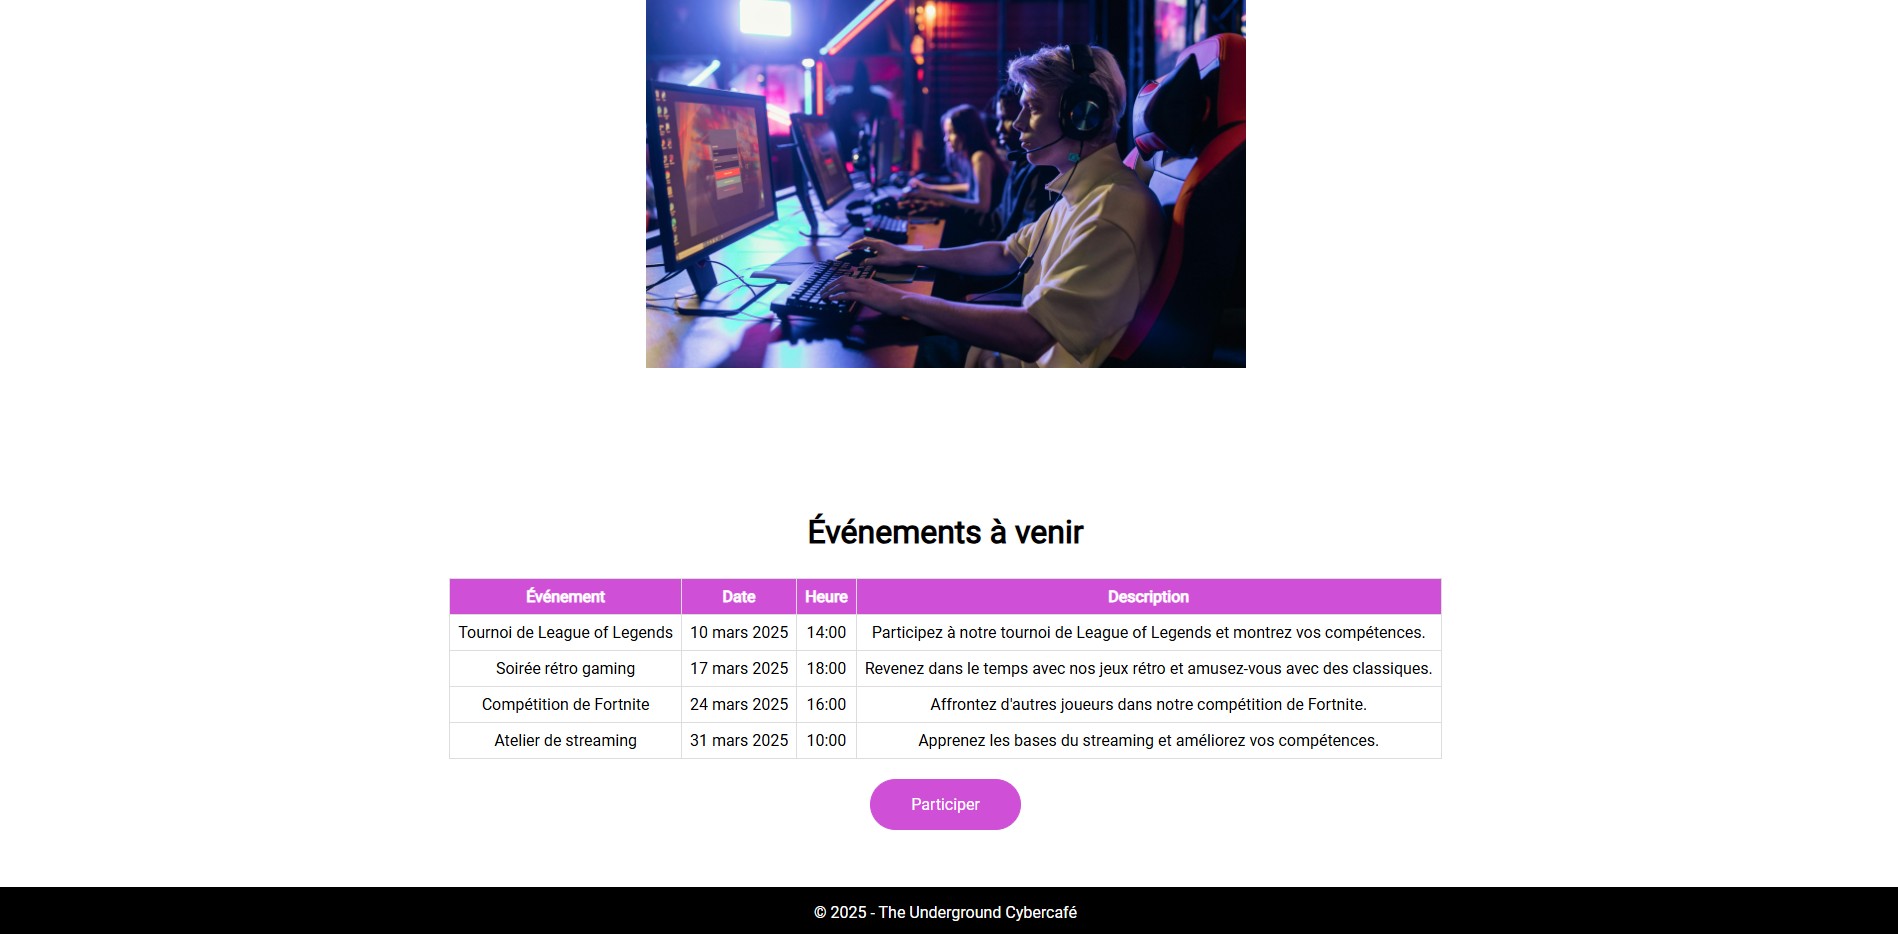 Événements à venir
Événement Date Heure Description
Tournoi de League of Legends 10 mars 2025 14:00 Participez à notre tournoi de League of Legends et montrez vos compétences.
Soirée rétro gaming 17 mars 2025 18:00 Revenez dans le temps avec nos jeux rétro et amusez-vous avec des classiques.
Compétition de Fortnite 24 mars 2025 16:00 Affrontez d'autres joueurs dans notre compétition de Fortnite.
Atelier de streaming 31 mars 2025 10:00 Apprenez les bases du streaming et améliorez vos compétences.
Participer
© 2025 - The Underground Cybercafé